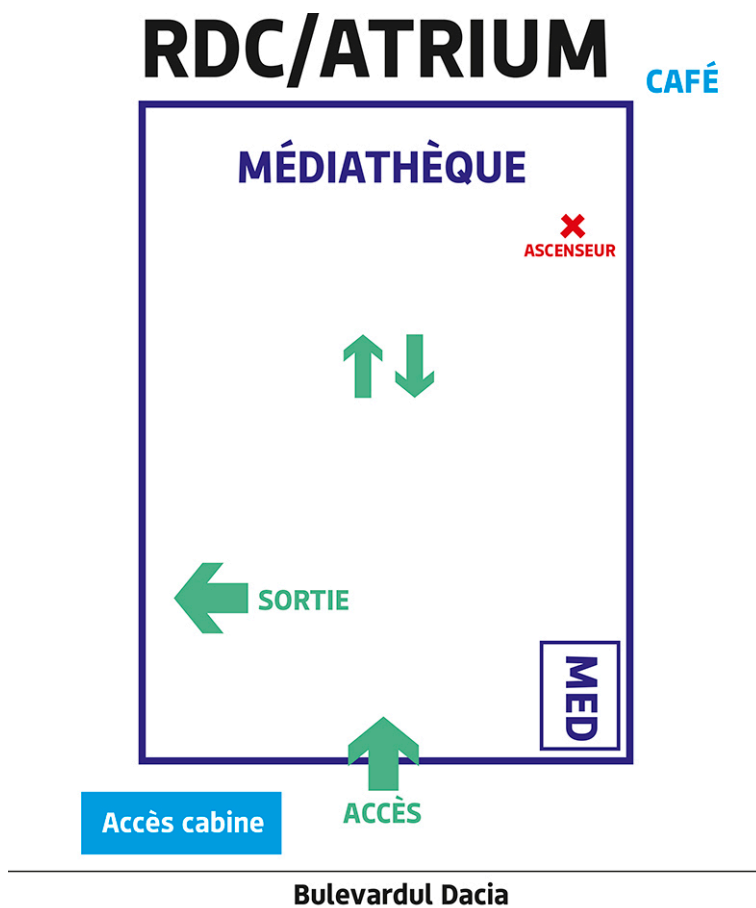 RDC/ATRIUM
CAFÉ
MÉDIATHÈQUE
ASCENSEUR
SORTIE
MED
Accès cabine
ACCÈS
Bulevardul Dacia